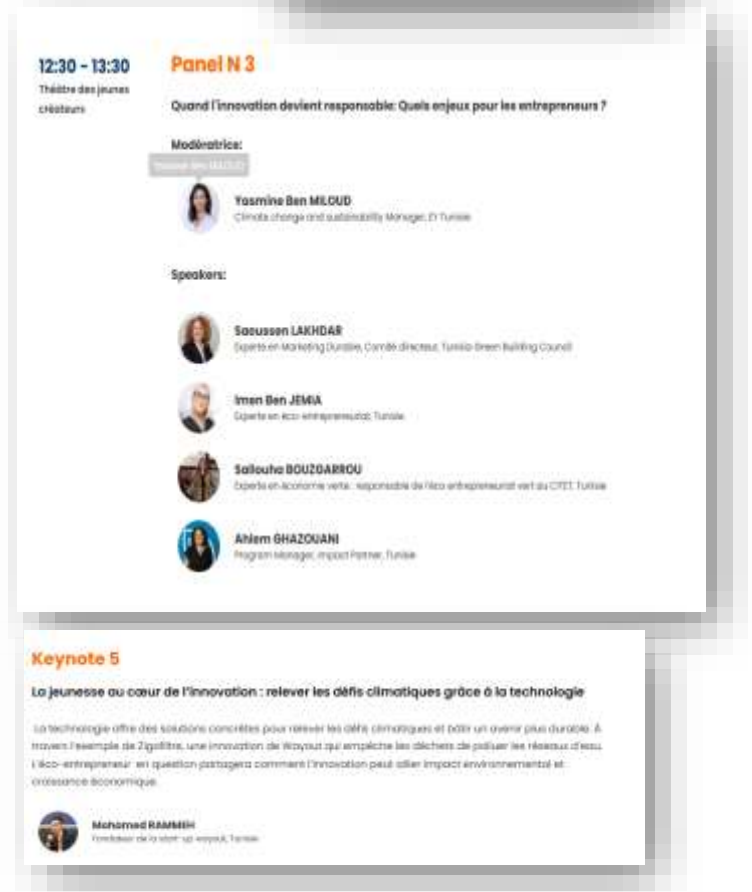 12:30 - 13:30
Théâtre des jeunes
créateurs
Panel N 3
Quand l'innovation devient responsable: Quels enjeux pour les entrepreneurs ?
Modératrice:
Yasmine Ben MILOUD
Climate change and sustainability Manager, EY Tunisie
Speakers:
Saoussen LAKHDAR
Experte en Marketing Durable, Comité directeur, Tunisia Green Building Council
Imen Ben JEMIA
Experte en éco-entrepreneuriat, Tunisie
Sallouha BOUZGARROU
Experte en économie verte : responsable de l'éco entrepreneuriat vert au CITET, Tunisie
Ahlem GHAZOUANI
Program Manager, Impact Partner, Tunisie
Keynote 5
La jeunesse au cœur de l'innovation : relever les défis climatiques grâce à la technologie
La technologie offre des solutions concrètes pour relever les défis climatiques et bâtir un avenir plus durable. À
travers l'exemple de Zigofiltre, une innovation de Wayout qui empêche les déchets de polluer les réseaux d'eau.
L'éco-entrepreneur en question partagera comment l'innovation peut allier impact environnemental et
croissance économique.
Mohamed RAMMEH
Fondateur de la start-up wayout, Tunisie